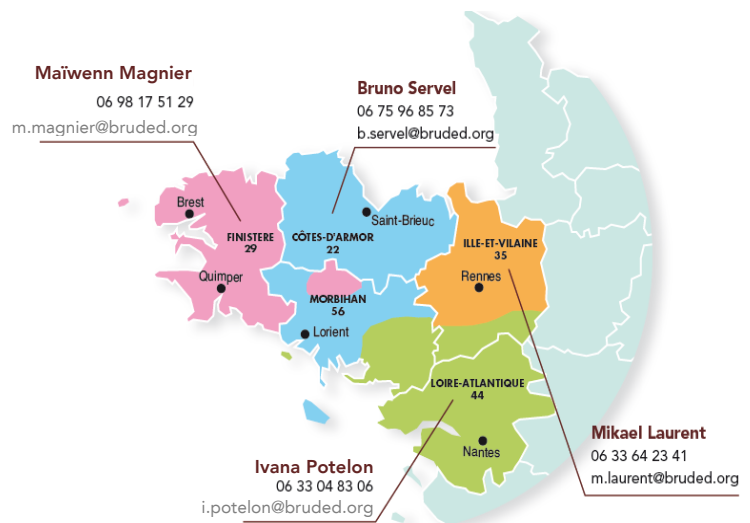 Maïwenn Magnier
06 98 17 51 29
m.magnier@bruded.org
Bruno Servel
06 75 96 85 73
b.servel@bruded.org
Brest
Saint-Brieuc
FINISTERE
29
CÔTES-D'ARMOR
22
ILLE-ET-VILAINE
35
Quimper
Rennes
MORBIHAN
56
Lorient
LOIRE-ATLANTIQUE
44
Nantes
Mikael Laurent
06 33 64 23 41
m.laurent@bruded.org
Ivana Potelon
06 33 04 83 06
i.potelon@bruded.org